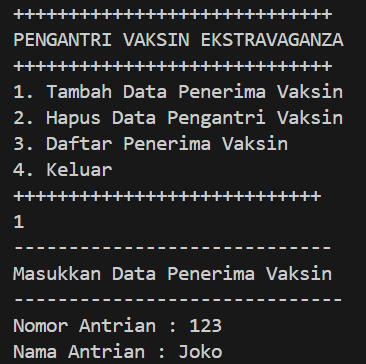 +++++++++++++++++++++++++++++
PENGANTRI VAKSIN EKSTRAVAGANZA
+++++++++++++++++++++++++++++
1. Tambah Data Penerima Vaksin
2. Hapus Data Pengantri Vaksin
3. Daftar Penerima Vaksin
4. Keluar
++++++++++++++++++++++++++++
1
-----------------------------
Masukkan Data Penerima Vaksin
------------------------------
Nomor Antrian : 123
Nama Antrian : Joko